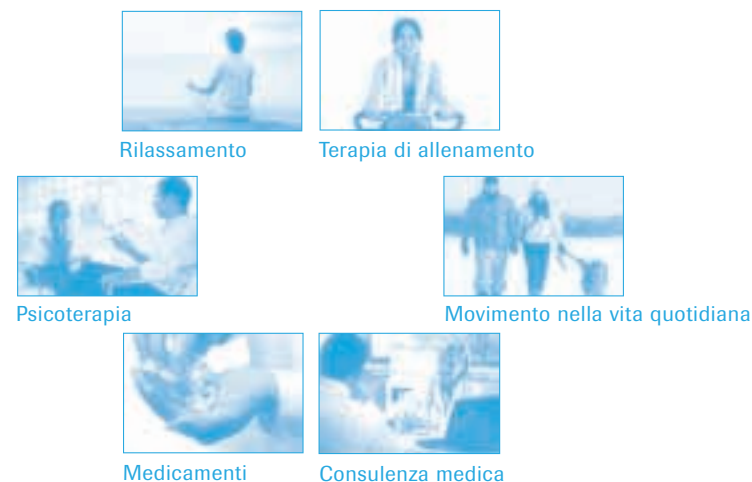 Rilassamento
Terapia di allenamento
Psicoterapia
Movimento nella vita quotidiana
Medicamenti
Consulenza medica